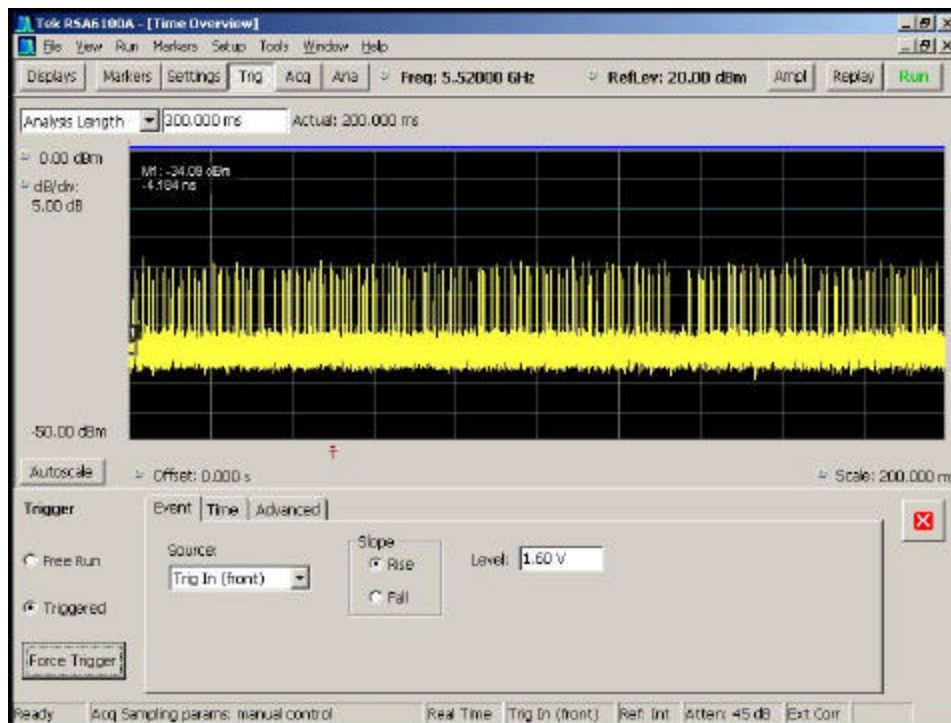 Tek RSA6100A - [Time Overview]
File View Run Markers Setup Tools Window Help
Displays Markers Settings Trig Acq Ana Freq: 5.52000 GHz RefLev: 20.00 dBm Ampl Replay Run
Analysis Length 300.000 ms Actual: 200.000 ms
0.00 dBm
M1: -34.09 dBm
-4.184 ns
dB/div:
5.00 dB
-50.00 dBm
Autoscale Offset: 0.000 s Scale: 200.000 m
Trigger Event Time Advanced
Free Run Source: Slope Rise Level: 1.60 V
Trig In (front)
Triggered Fall
Force Trigger
Ready Acq Sampling params: manual control Real Time Trig In (front) Ref: Int Atten: 45 dB Ext Corr